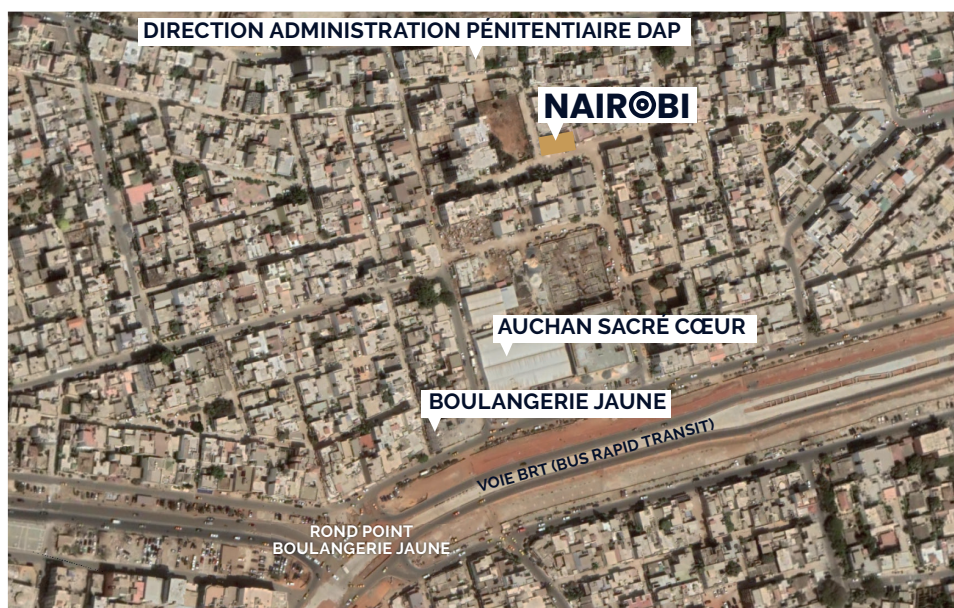 DIRECTION ADMINISTRATION PÉNITENTIAIRE DAP
NAIROBI
AUCHAN SACRÉ CŒUR
BOULANGERIE JAUNE
VOIE BRT (BUS RAPID TRANSIT)
ROND POINT
BOULANGERIE JAUNE